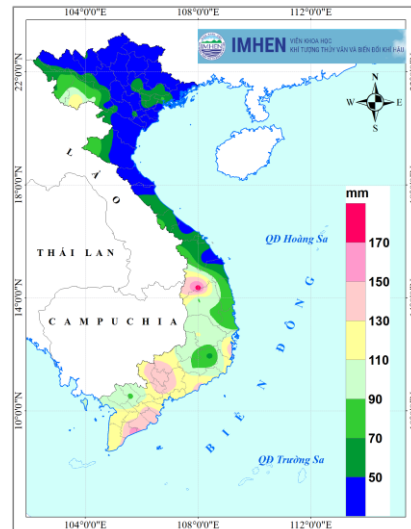 IMHEN VIỆN KHOA HỌC
KHÍ TƯỢNG THỦY VĂN VÀ BIẾN ĐỔI KHÍ HẬU
104°0'0"E 108°0'0"E 112°0'0"E
22°0'0"N
18°0'0"N
14°0'0"N
10°0'0"N
N
W E
S
LÀO
THÁI LAN
CAMPUCHIA
QĐ Hoàng Sa
BIỂN ĐÔNG
QĐ Trường Sa
mm
170
150
130
110
90
70
50
104°0'0"E 108°0'0"E 112°0'0"E